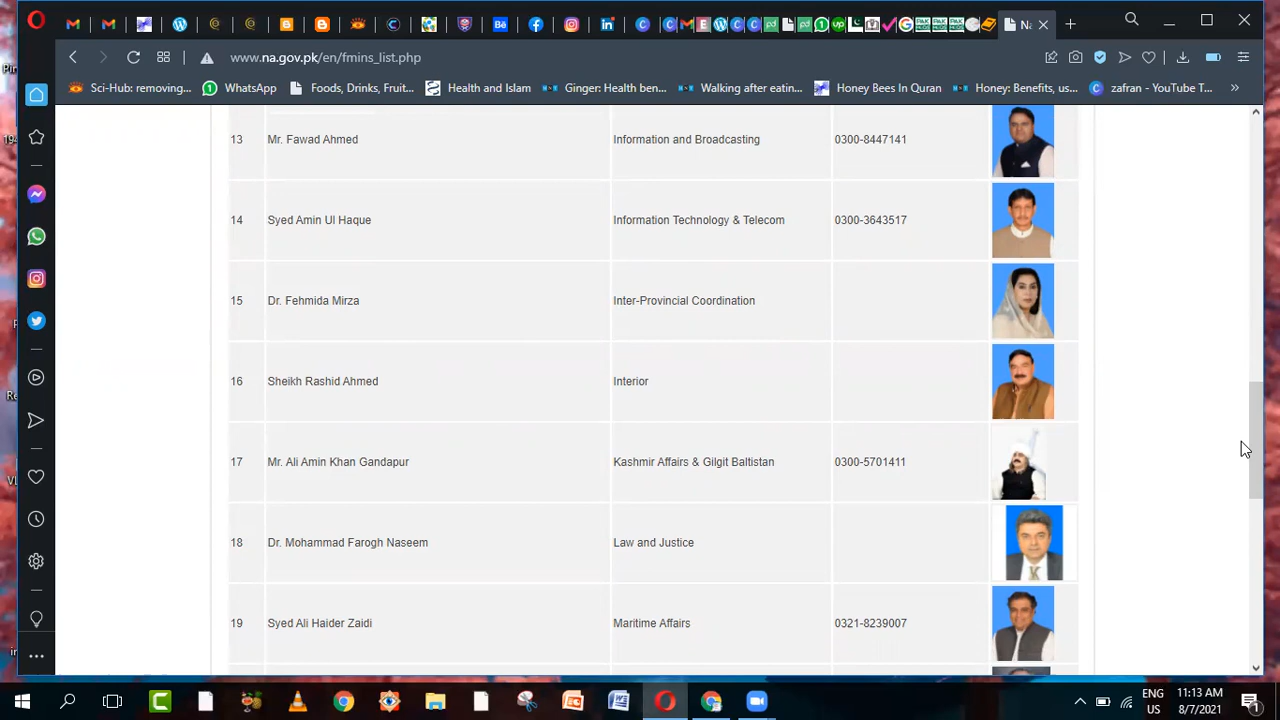 Na
www.na.gov.pk/en/fmins_list.php
Sci-Hub: removing... WhatsApp Foods, Drinks, Fruit... Health and Islam Ginger: Health ben... Walking after eatin... Honey Bees In Quran Honey: Benefits, us... zafran - YouTube T... »
13 Mr. Fawad Ahmed Information and Broadcasting 0300-8447141
14 Syed Amin Ul Haque Information Technology & Telecom 0300-3643517
15 Dr. Fehmida Mirza Inter-Provincial Coordination
16 Sheikh Rashid Ahmed Interior
17 Mr. Ali Amin Khan Gandapur Kashmir Affairs & Gilgit Baltistan 0300-5701411
18 Dr. Mohammad Farogh Naseem Law and Justice
19 Syed Ali Haider Zaidi Maritime Affairs 0321-8239007
ENG 11:13 AM
US 8/7/2021